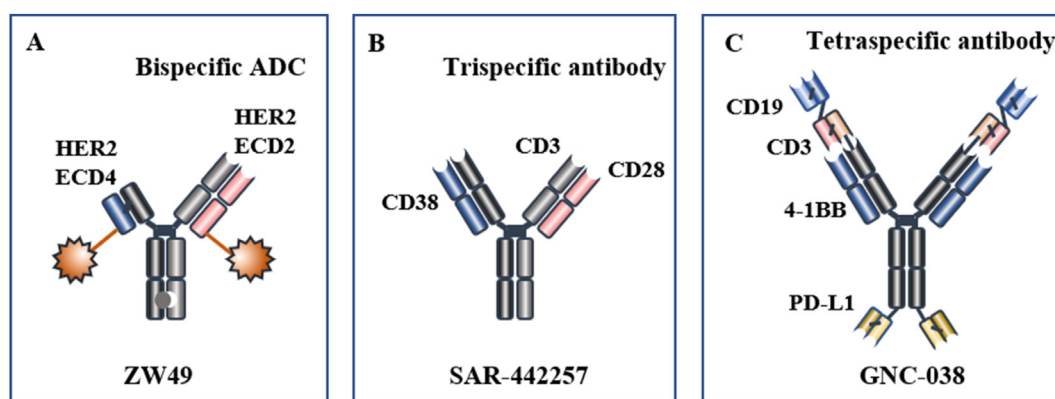 A
Bispecific ADC
HER2
ECD4
HER2
ECD2
ZW49
B
Trispecific antibody
CD38
CD3
CD28
SAR-442257
C
Tetraspecific antibody
CD19
CD3
4-1BB
PD-L1
GNC-038